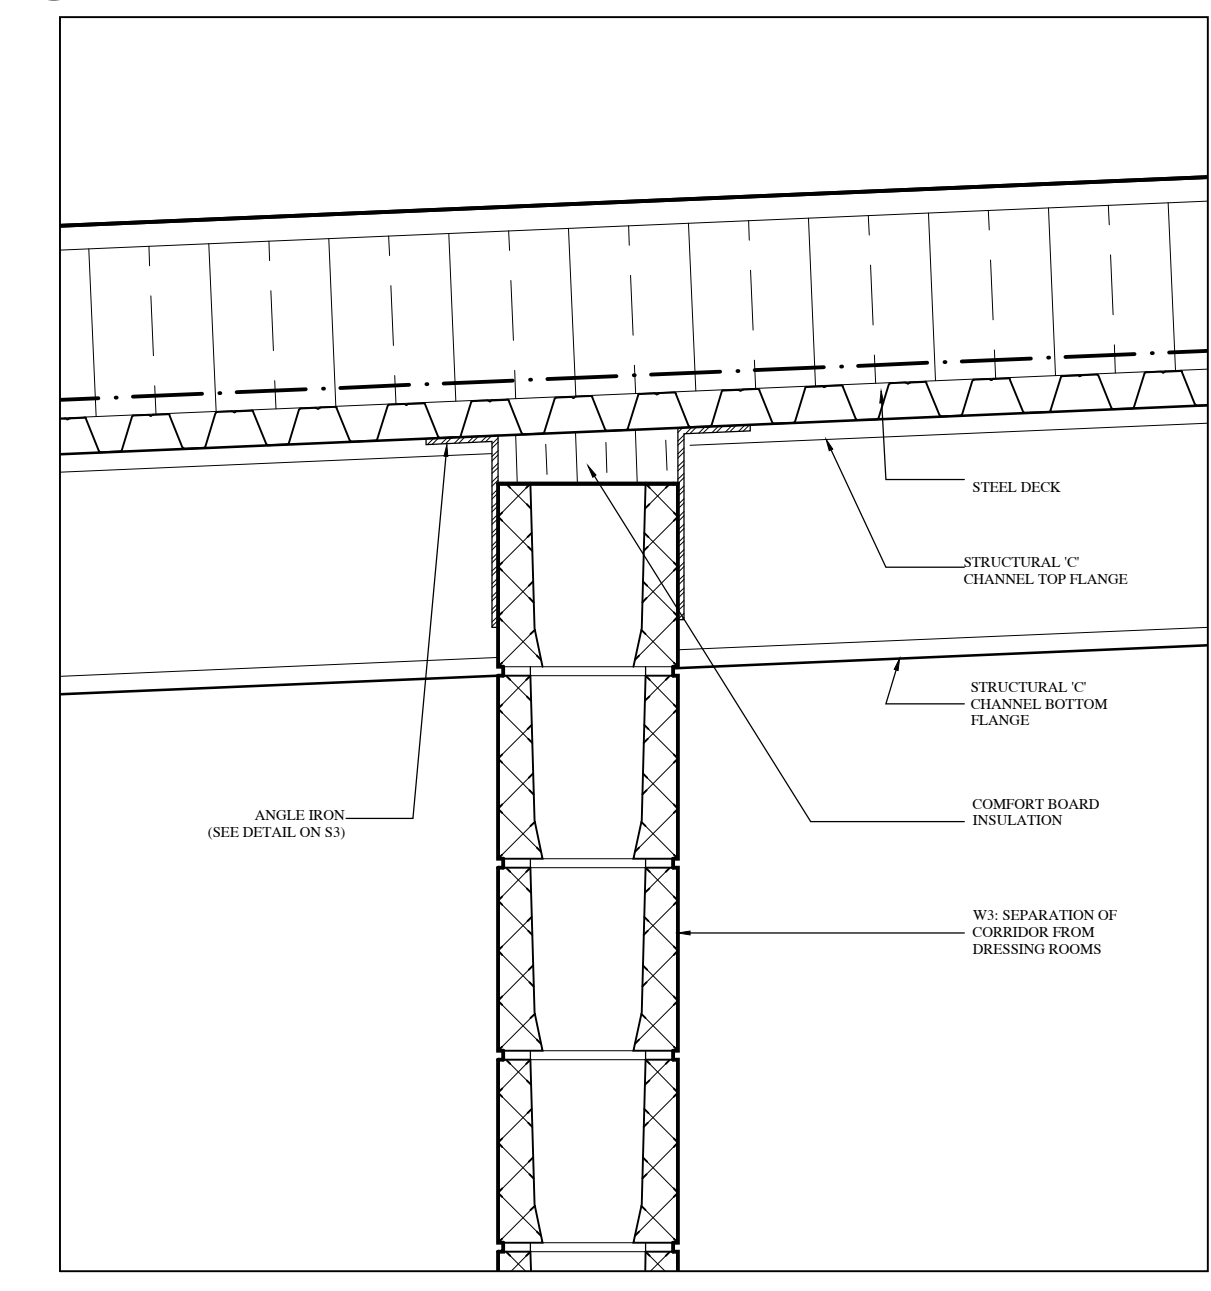 STEEL DECK
STRUCTURAL 'C'
CHANNEL TOP FLANGE
STRUCTURAL 'C'
CHANNEL BOTTOM
FLANGE
ANGLE IRON
(SEE DETAIL ON S3)
COMFORT BOARD
INSULATION
W3: SEPARATION OF
CORRIDOR FROM
DRESSING ROOMS